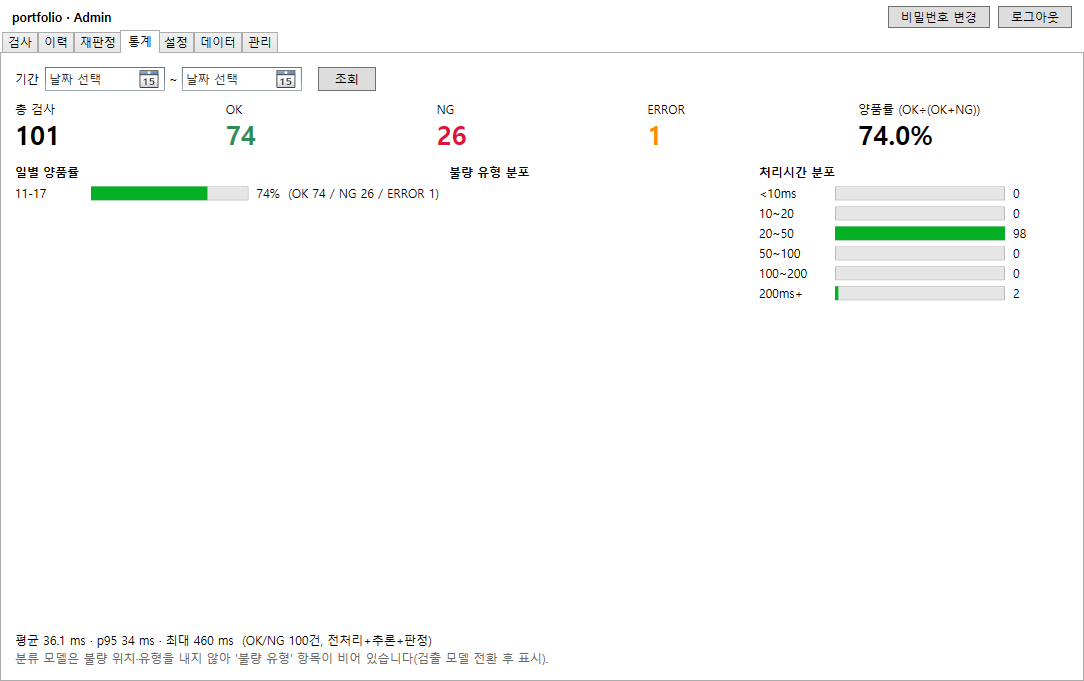 portfolio · Admin
비밀번호 변경
로그아웃
검사 이력 재판정 통계 설정 데이터 관리
기간 날짜 선택 15 ~ 날짜 선택 15 조회
총 검사 OK NG ERROR 양품률 (OK÷(OK+NG))
101 74 26 1 74.0%
일별 양품률
11-17 74% (OK 74 / NG 26 / ERROR 1)
불량 유형 분포
처리시간 분포
<10ms 0
10~20 0
20~50 98
50~100 0
100~200 0
200ms+ 2
평균 36.1 ms · p95 34 ms · 최대 460 ms (OK/NG 100건, 전처리+추론+판정)
분류 모델은 불량 위치·유형을 내지 않아 '불량 유형' 항목이 비어 있습니다(검출 모델 전환 후 표시).